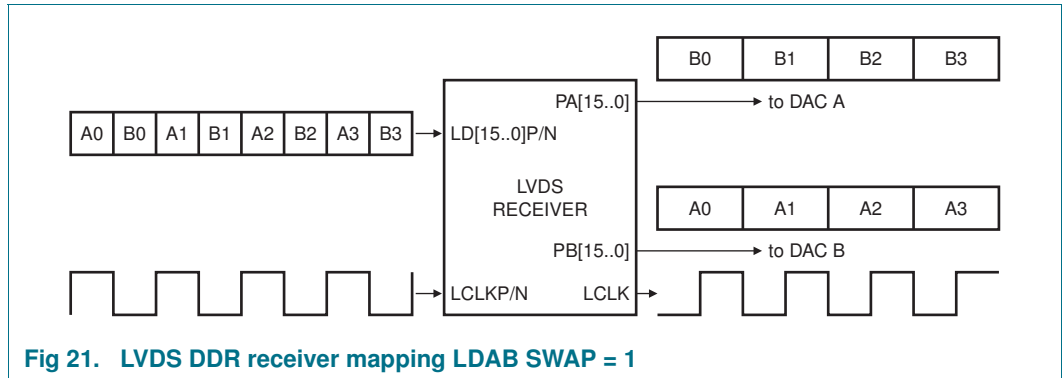 B0 B1 B2 B3
PA[15..0] to DAC A
A0 B0 A1 B1 A2 B2 A3 B3 LD[15..0]P/N
LVDS
RECEIVER
A0 A1 A2 A3
PB[15..0] to DAC B
LCLKP/N LCLK
Fig 21. LVDS DDR receiver mapping LDAB SWAP = 1